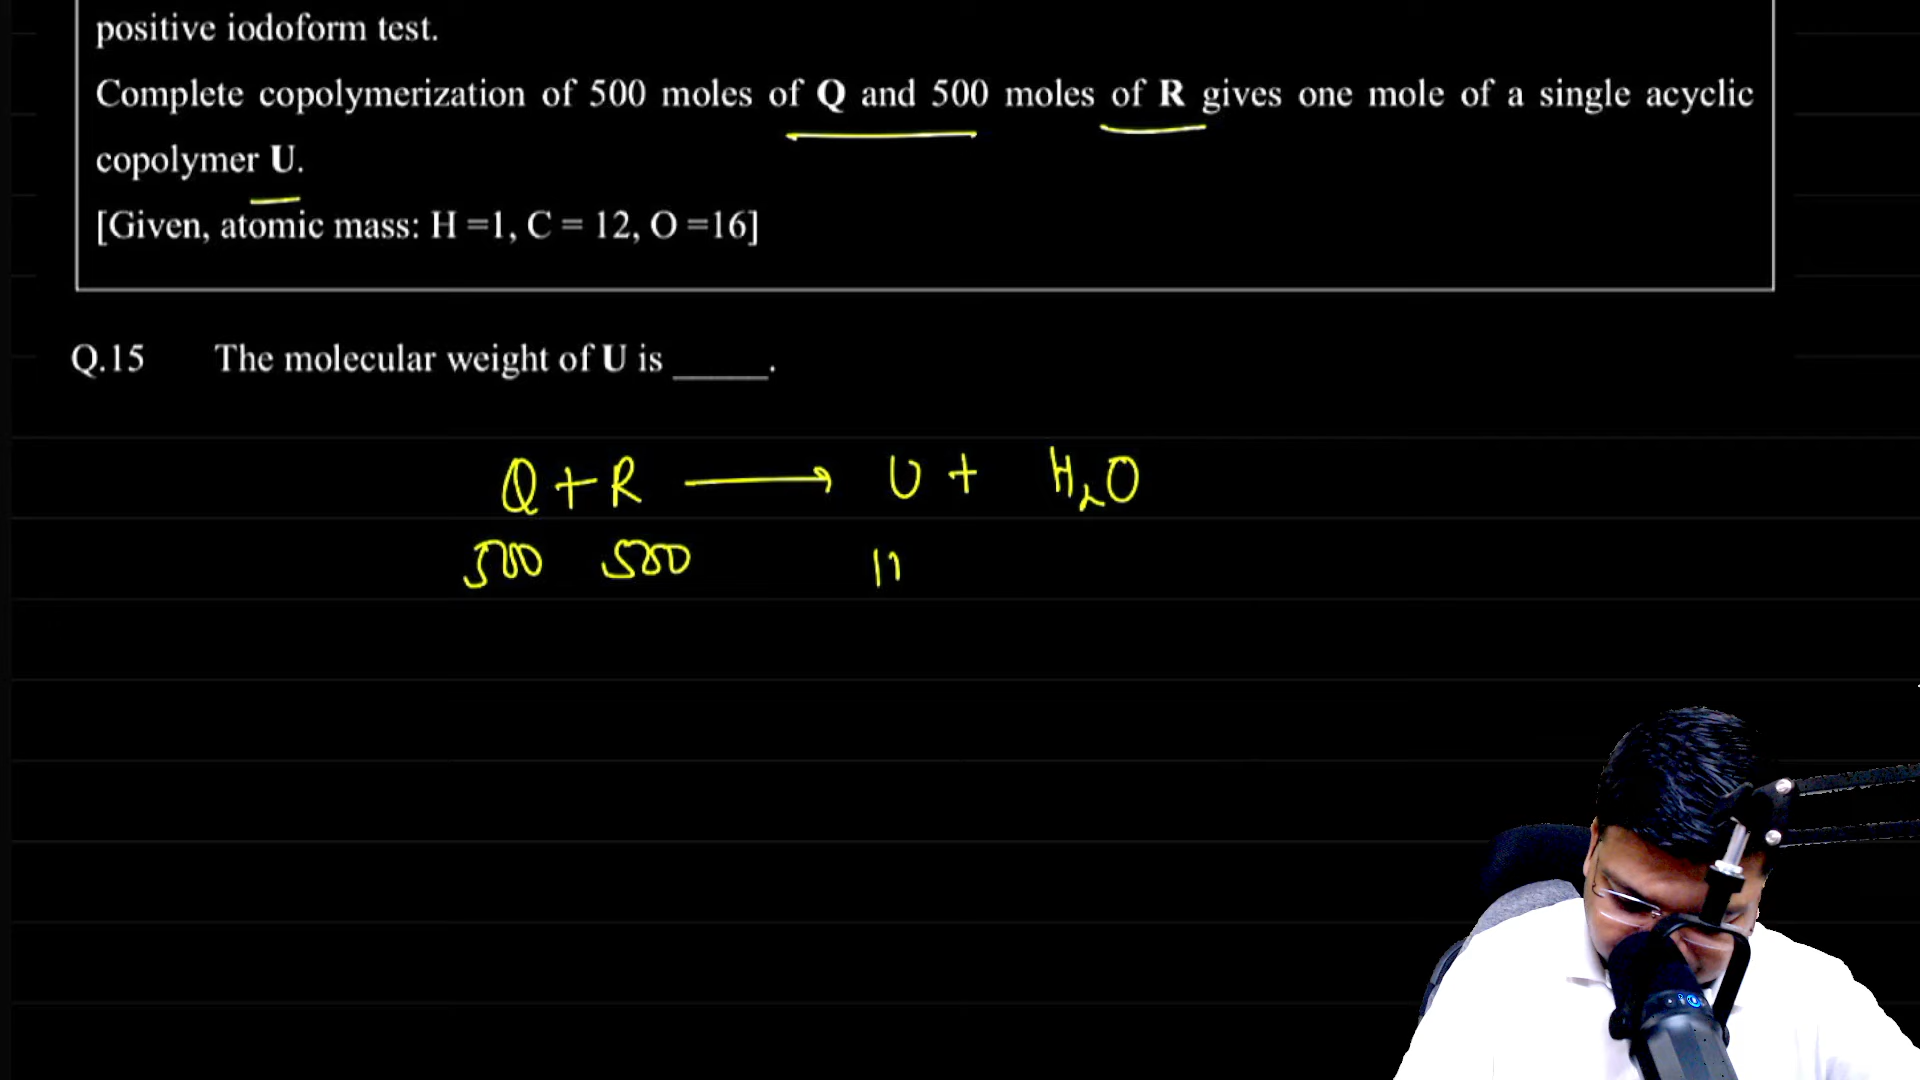 positive iodoform test.
Complete copolymerization of 500 moles of Q and 500 moles of R gives one mole of a single acyclic
copolymer U.
[Given, atomic mass: H =1, C = 12, O =16]
Q.15 The molecular weight of U is _____.
Q + R ⟶ U + H₂O
500 500